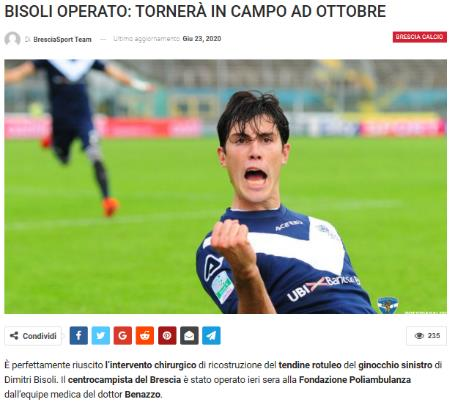 BISOLI OPERATO: TORNERÀ IN CAMPO AD OTTOBRE
Di BresciaSport Team — Ultimo aggiornamento Giu 23, 2020
BRESCIA CALCIO
ACERBIS
UBI Banca
Condividi
235
È perfettamente riuscito l'intervento chirurgico di ricostruzione del tendine rotuleo del ginocchio sinistro di
Dimitri Bisoli. Il centrocampista del Brescia è stato operato ieri sera alla Fondazione Poliambulanza
dall'equipe medica del dottor Benazzo.